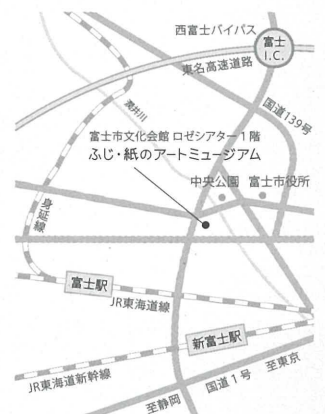 西富士バイパス
富士
I.C.
東名高速道路
国道139号
潤井川
富士市文化会館 ロゼシアター1階
ふじ・紙のアートミュージアム
中央公園
富士市役所
身延線
富士駅
JR東海道線
新富士駅
JR東海道新幹線
国道1号
至東京
至静岡